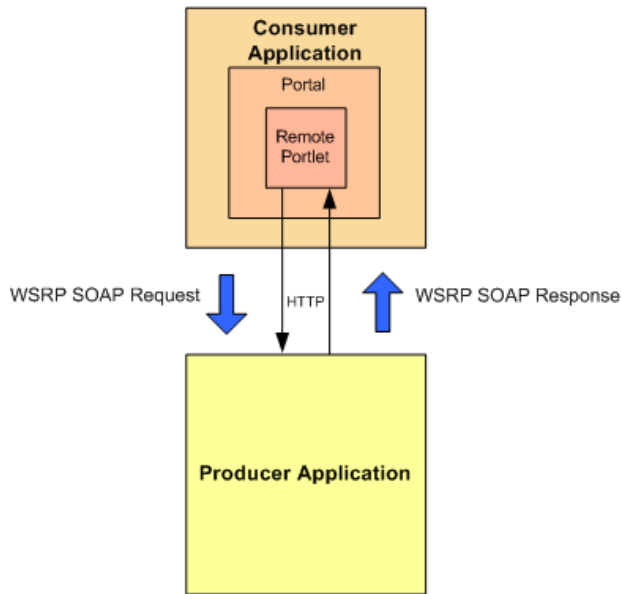 Consumer
Application
Portal
Remote
Portlet
WSRP SOAP Request
HTTP
WSRP SOAP Response
Producer Application